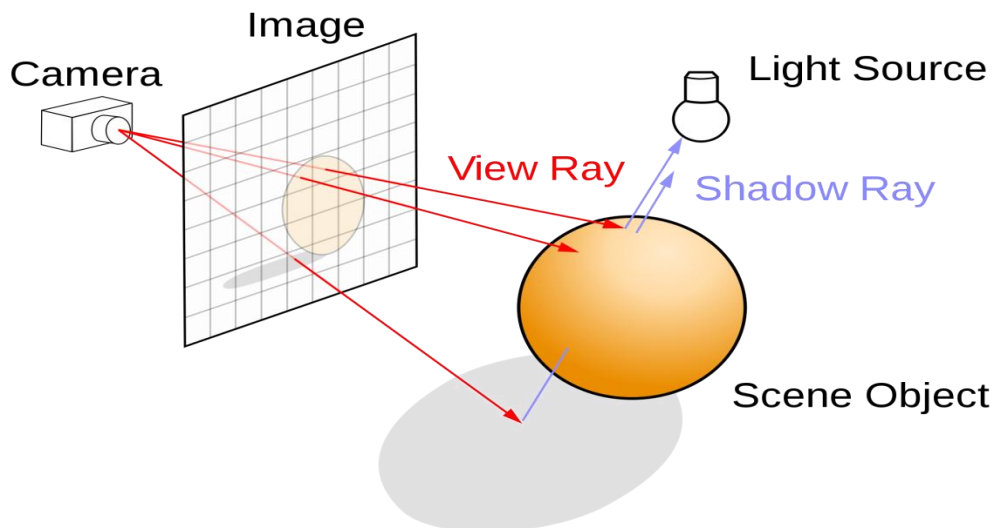 Image
Camera
Light Source
View Ray
Shadow Ray
Scene Object